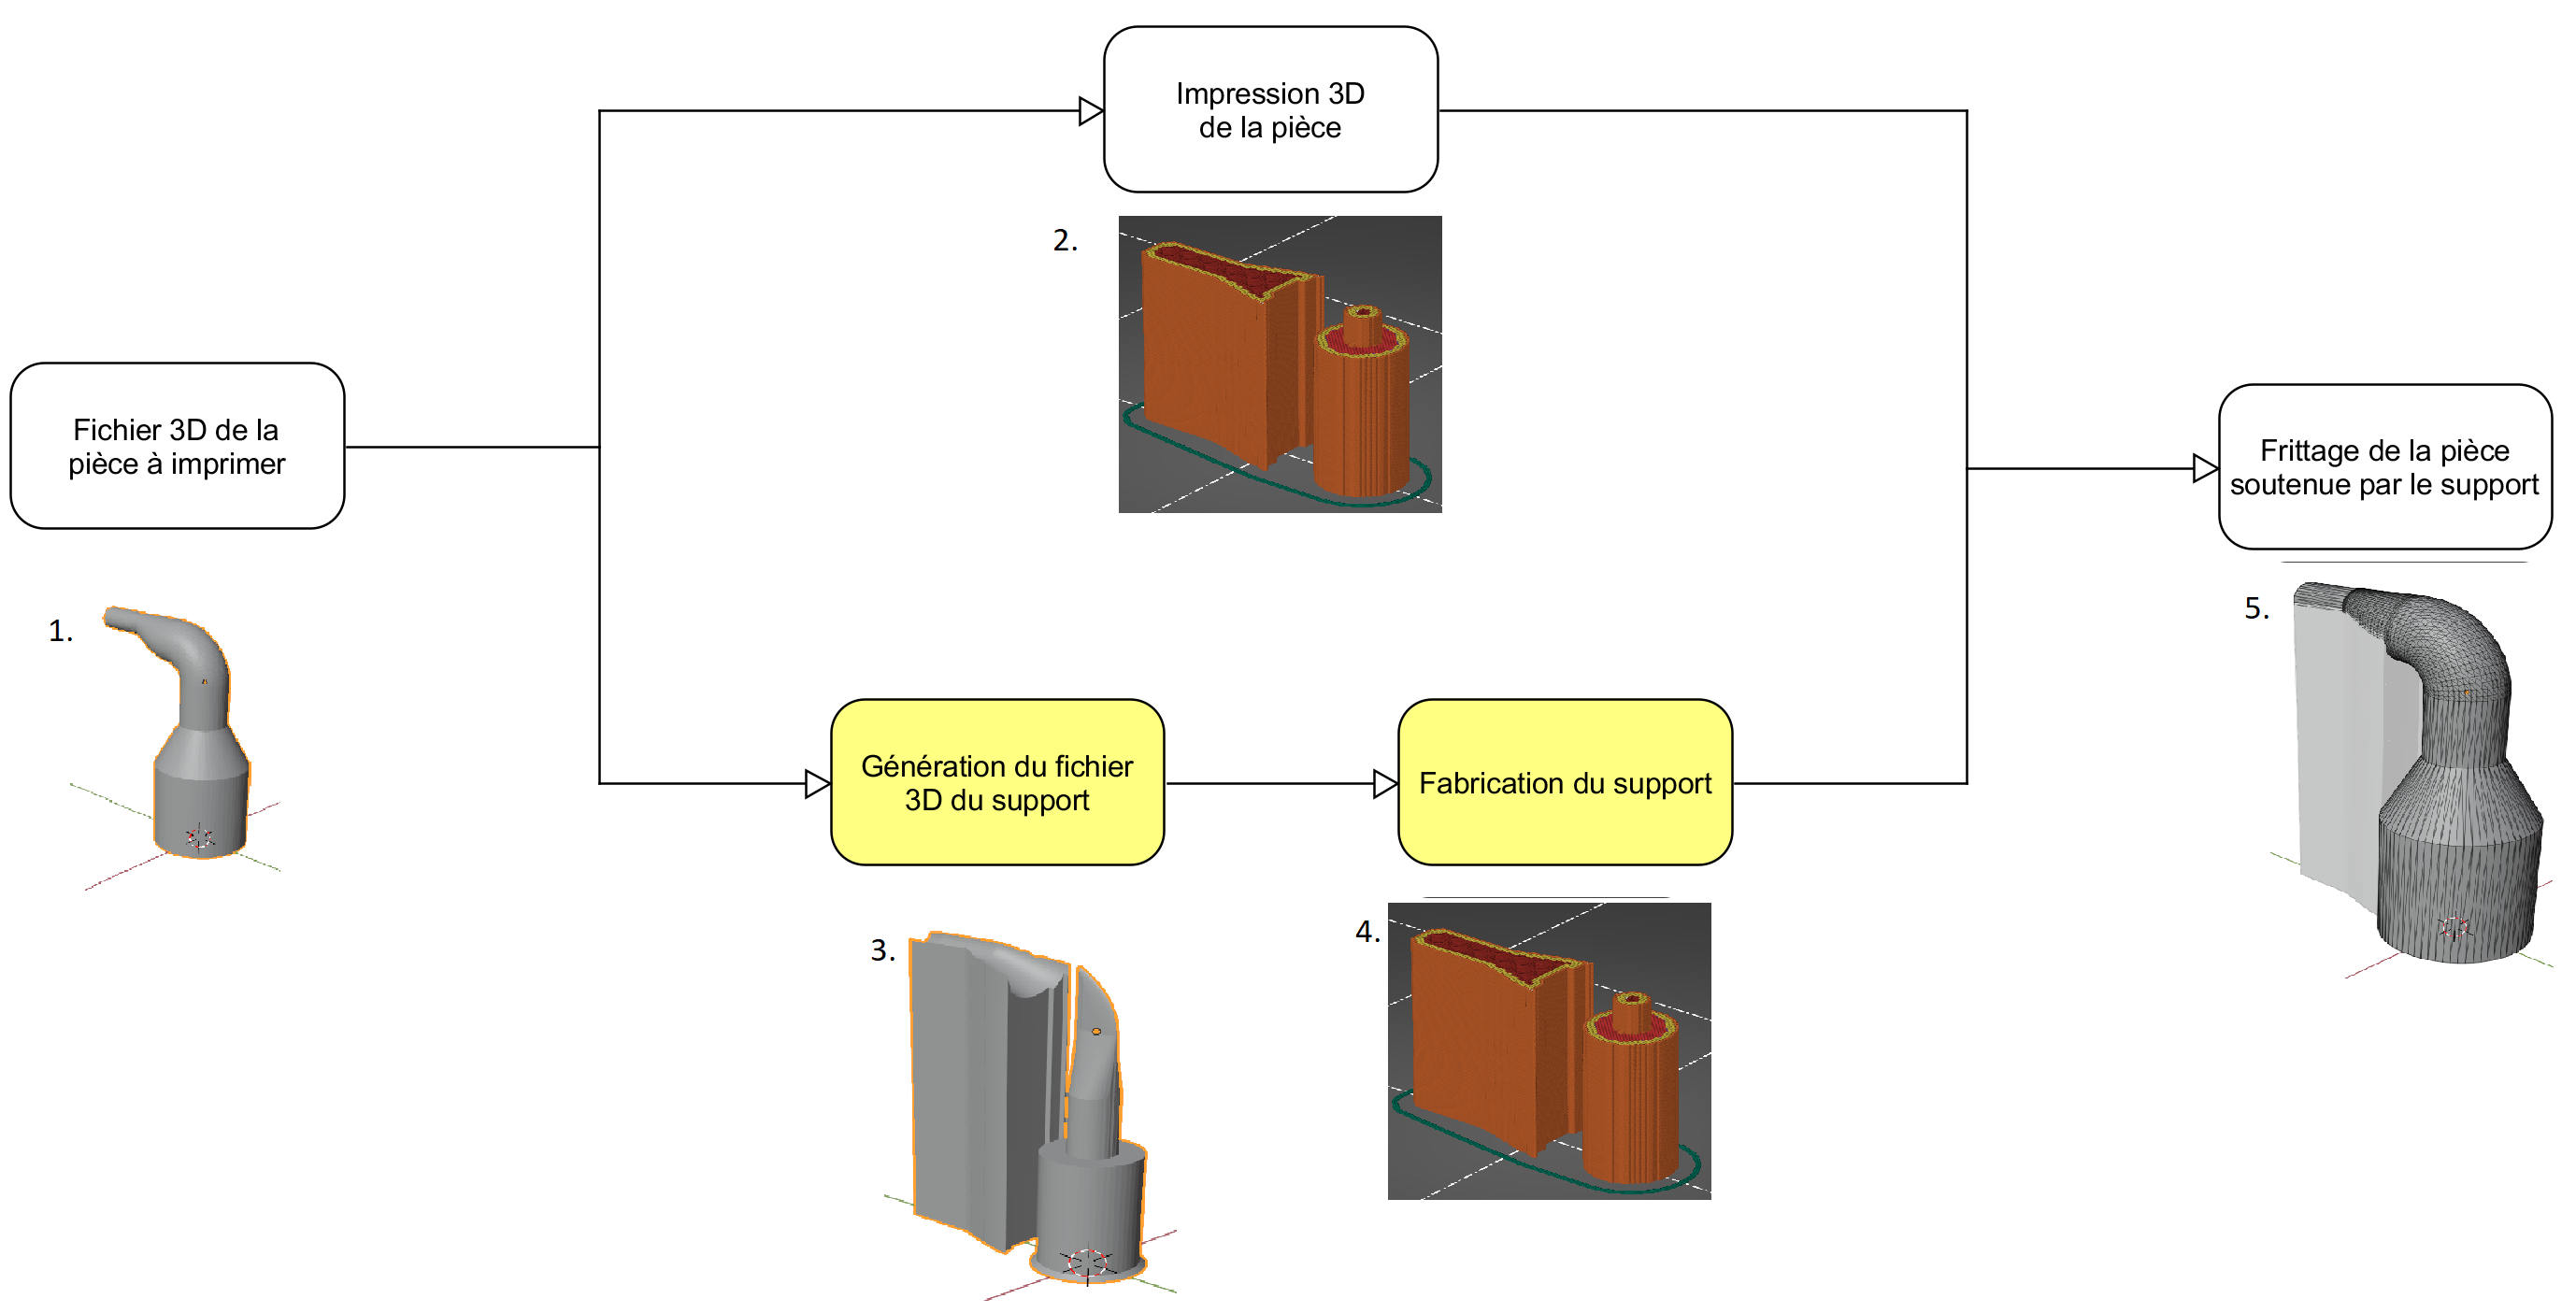 Impression 3D
de la pièce
2.
Fichier 3D de la
pièce à imprimer
1.
Génération du fichier
3D du support
3.
Fabrication du support
4.
Frittage de la pièce
soutenue par le support
5.